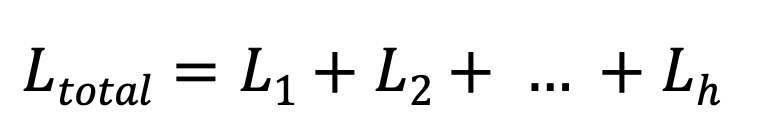 L_total = L_1 + L_2 + ... + L_h